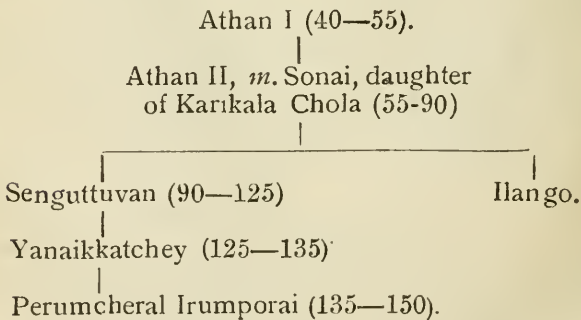 Athan I (40—55).
Athan II, m. Sonai, daughter
of Karikala Chola (55-90)
Senguttuvan (90—125) Ilango.
Yanaikkatchey (125—135)
Perumcheral Irumporai (135—150).